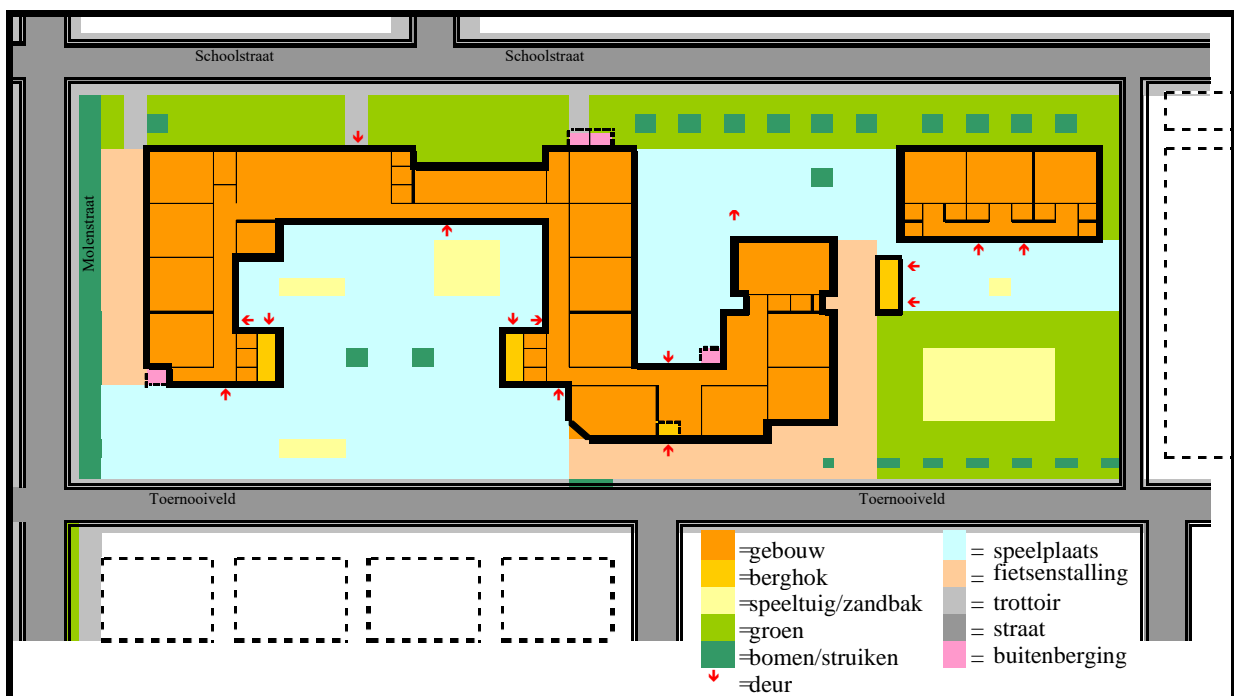 Schoolstraat Schoolstraat
Molenstraat
Toernooiveld Toernooiveld
=gebouw
=berghok
=speeltuig/zandbak
=groen
=bomen/struiken
=deur
= speelplaats
= fietsenstalling
= trottoir
= straat
= buitenberging